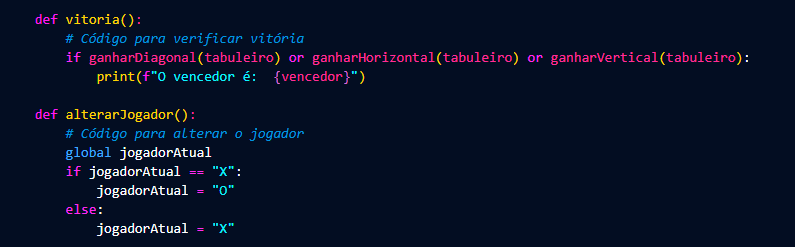 def vitoria():
    # Código para verificar vitória
    if ganharDiagonal(tabuleiro) or ganharHorizontal(tabuleiro) or ganharVertical(tabuleiro):
        print(f"O vencedor é:  {vencedor}")

def alterarJogador():
    # Código para alterar o jogador
    global jogadorAtual
    if jogadorAtual == "X":
        jogadorAtual = "O"
    else:
        jogadorAtual = "X"